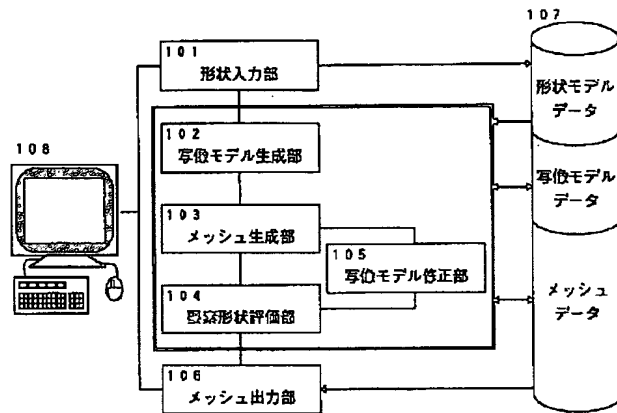 107
101
形状入力部
形状モデル
データ
102
写像モデル生成部
108
写像モデル
データ
103
メッシュ生成部
105
写像モデル修正部
104
要素形状評価部
メッシュ
データ
106
メッシュ出力部